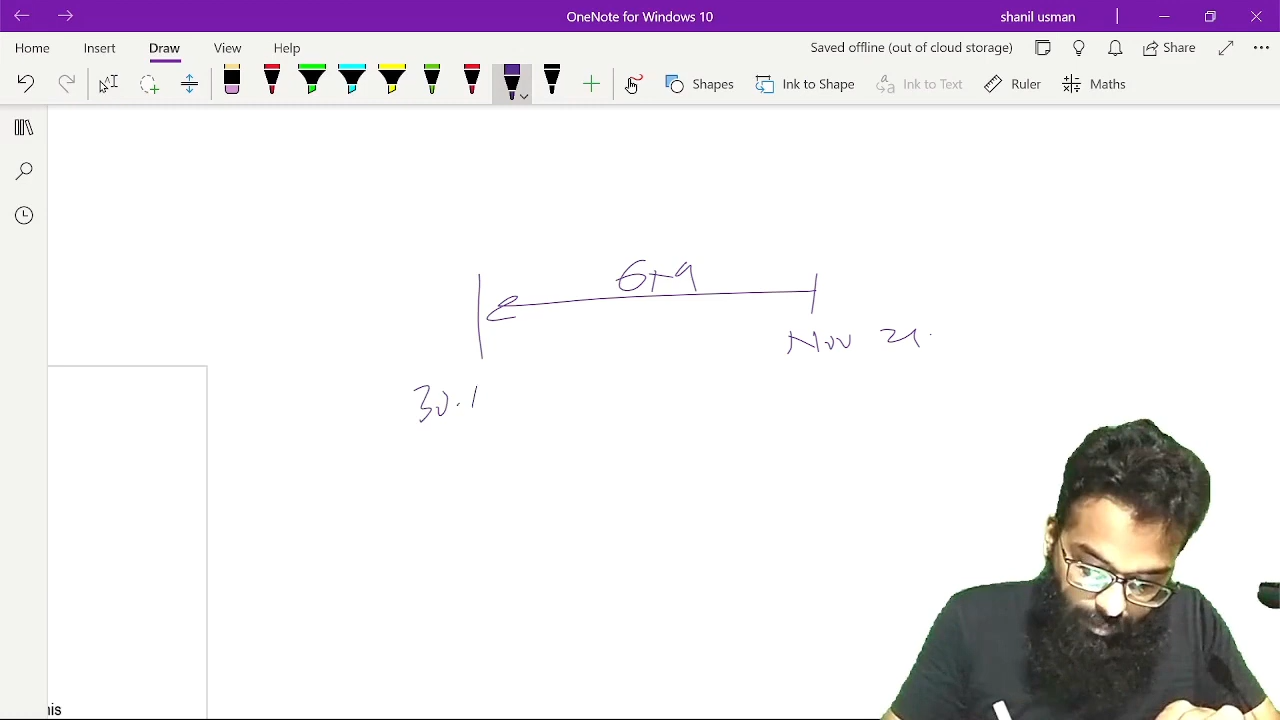 OneNote for Windows 10
shanil usman
Home Insert Draw View Help
Saved offline (out of cloud storage)
Share
Shapes
Ink to Shape
Ink to Text
Ruler
Maths
6+9
Nov 21.
30.1
his